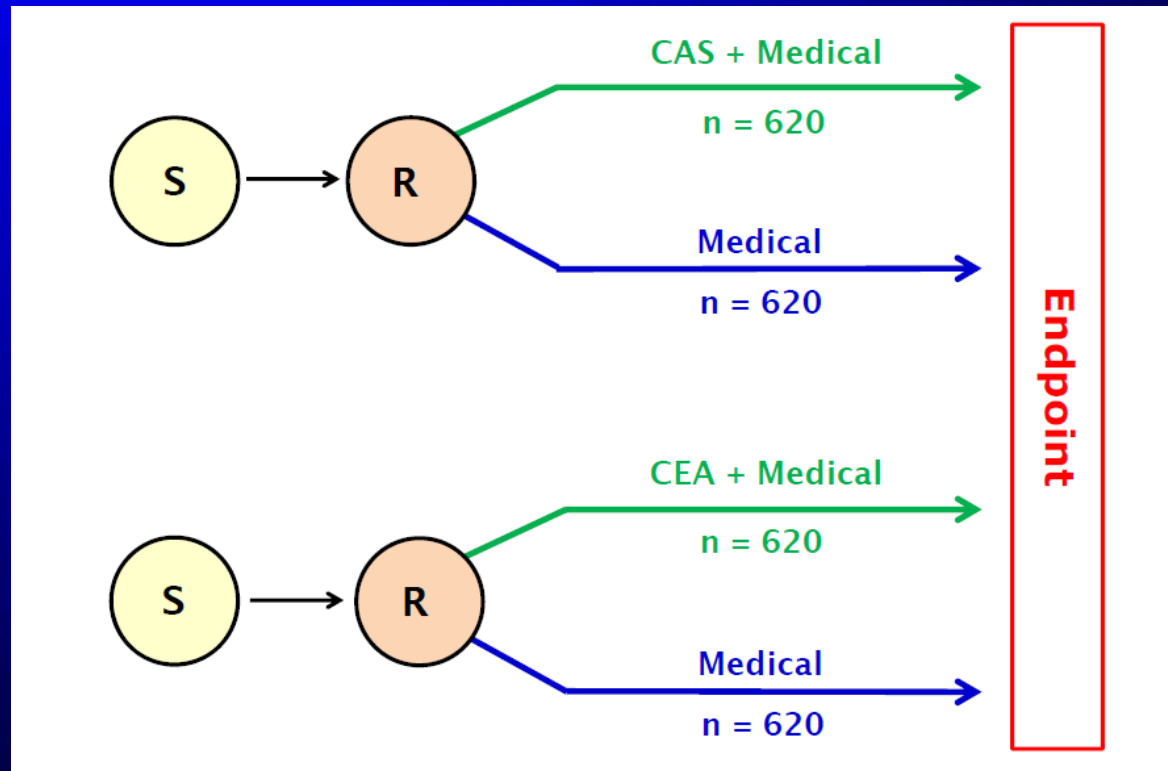 CAS + Medical
n = 620
S
R
Medical
n = 620
Endpoint
CEA + Medical
n = 620
S
R
Medical
n = 620